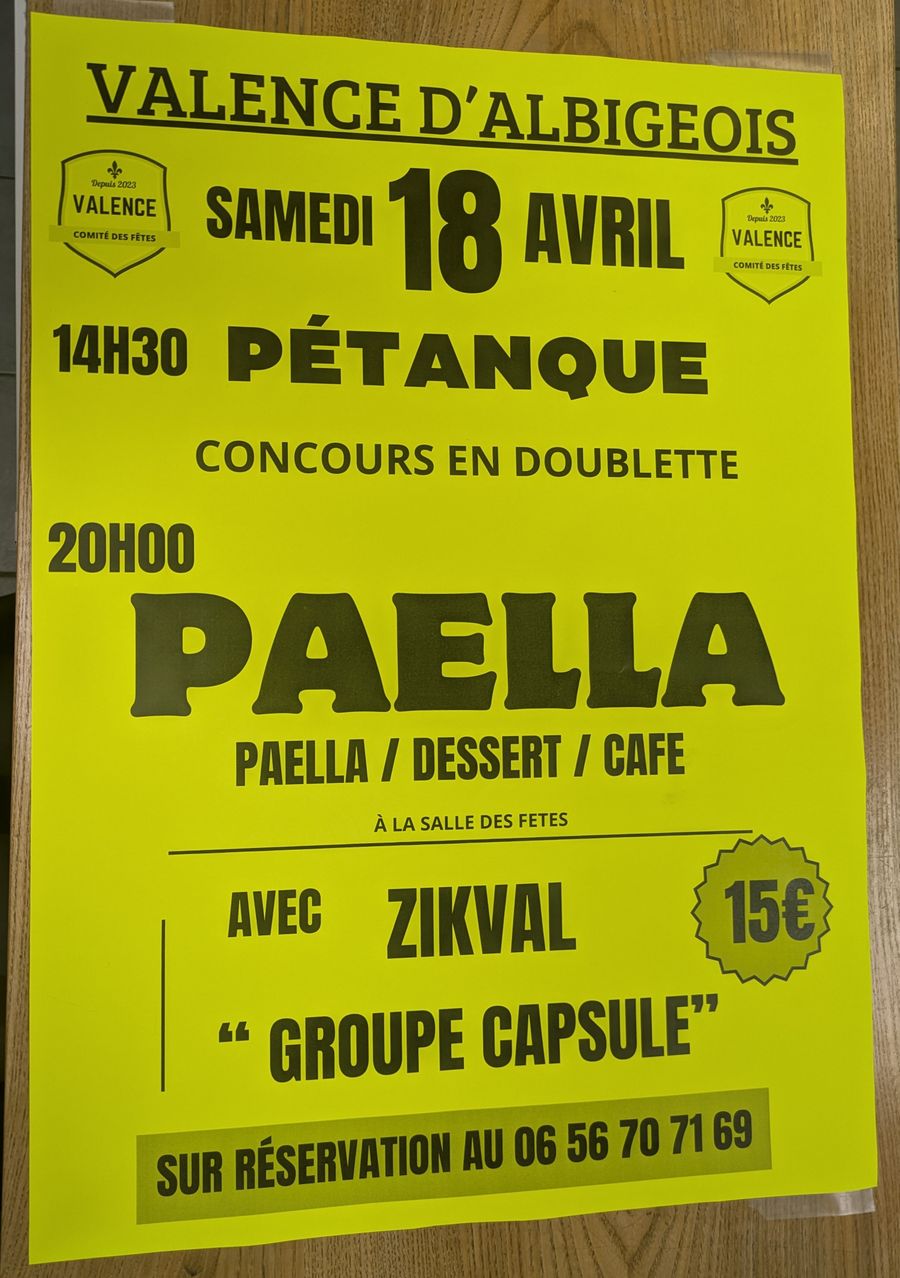 VALENCE D'ALBIGEOIS
Depuis 2023
VALENCE
COMITÉ DES FÊTES
SAMEDI 18 AVRIL
Depuis 2023
VALENCE
COMITÉ DES FÊTES
14H30 PÉTANQUE
CONCOURS EN DOUBLETTE
20H00
PAELLA
PAELLA / DESSERT / CAFE
À LA SALLE DES FETES
AVEC ZIKVAL
15€
“ GROUPE CAPSULE”
SUR RÉSERVATION AU 06 56 70 71 69